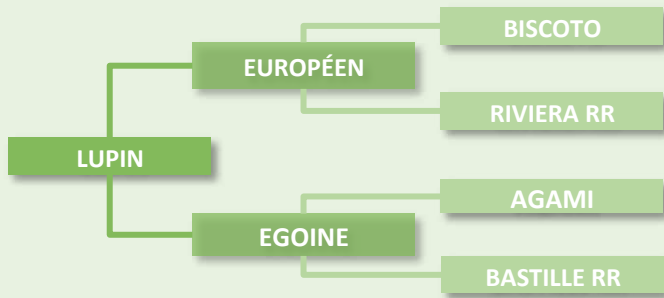 BISCOTO
EUROPÉEN
RIVIERA RR
LUPIN
AGAMI
EGOINE
BASTILLE RR